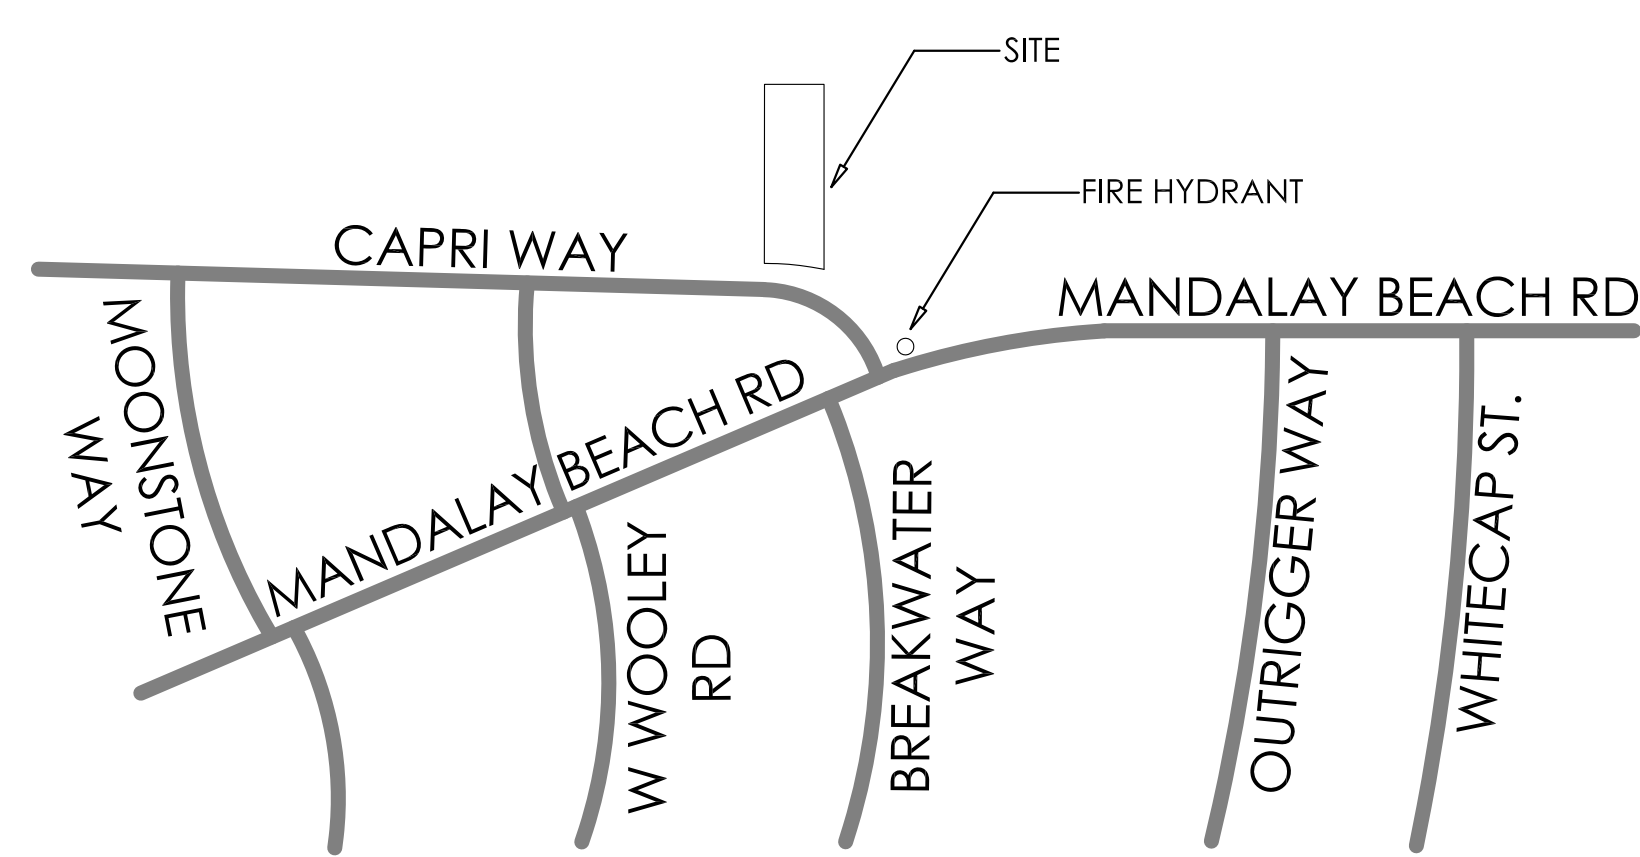 SITE
FIRE HYDRANT
CAPRI WAY
MANDALAY BEACH RD
MOONSTONE
WAY
MANDALAY BEACH RD
W WOOLEY
RD
BREAKWATER
WAY
OUTRIGGER WAY
WHITECAP ST.